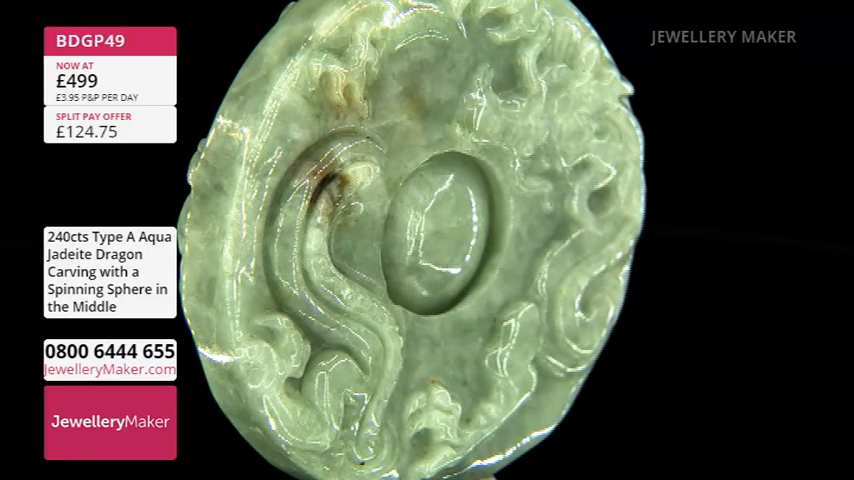 BDGP49
NOW AT
£499
£3.95 P&P PER DAY
SPLIT PAY OFFER
£124.75
240cts Type A Aqua
Jadeite Dragon
Carving with a
Spinning Sphere in
the Middle
0800 6444 655
JewelleryMaker.com
JewelleryMaker
JEWELLERY MAKER